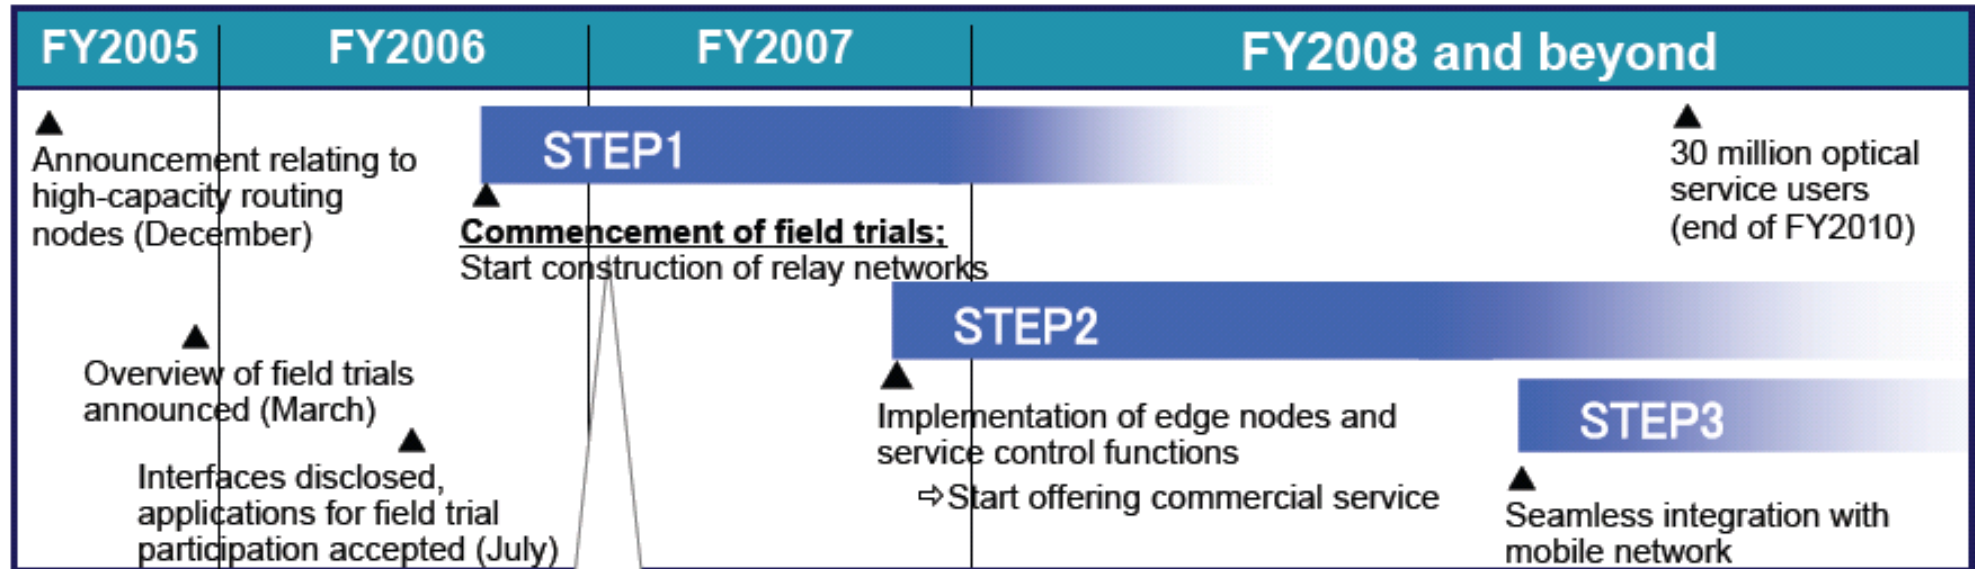 FY2005
FY2006
FY2007
FY2008 and beyond
STEP1
Announcement relating to
high-capacity routing
nodes (December)
Commencement of field trials:
Start construction of relay networks
30 million optical
service users
(end of FY2010)
STEP2
Overview of field trials
announced (March)
Implementation of edge nodes and
service control functions
⇨Start offering commercial service
STEP3
Interfaces disclosed,
applications for field trial
participation accepted (July)
Seamless integration with
mobile network